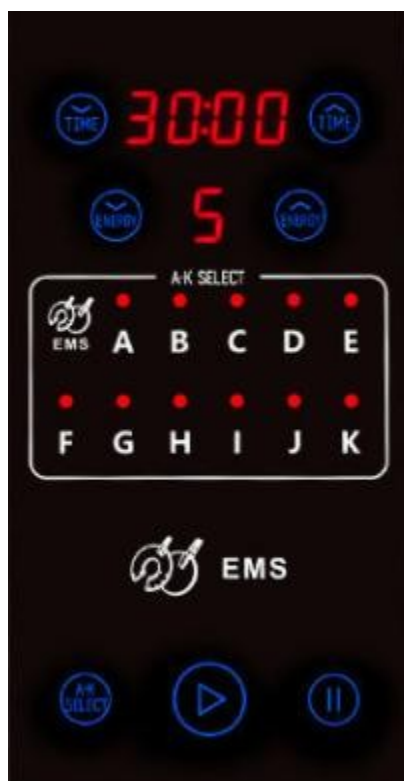 TIME 30:00 TIME
ENERGY 5 ENERGY
A-K SELECT
EMS A B C D E
F G H I J K
EMS
A-K
SELECT